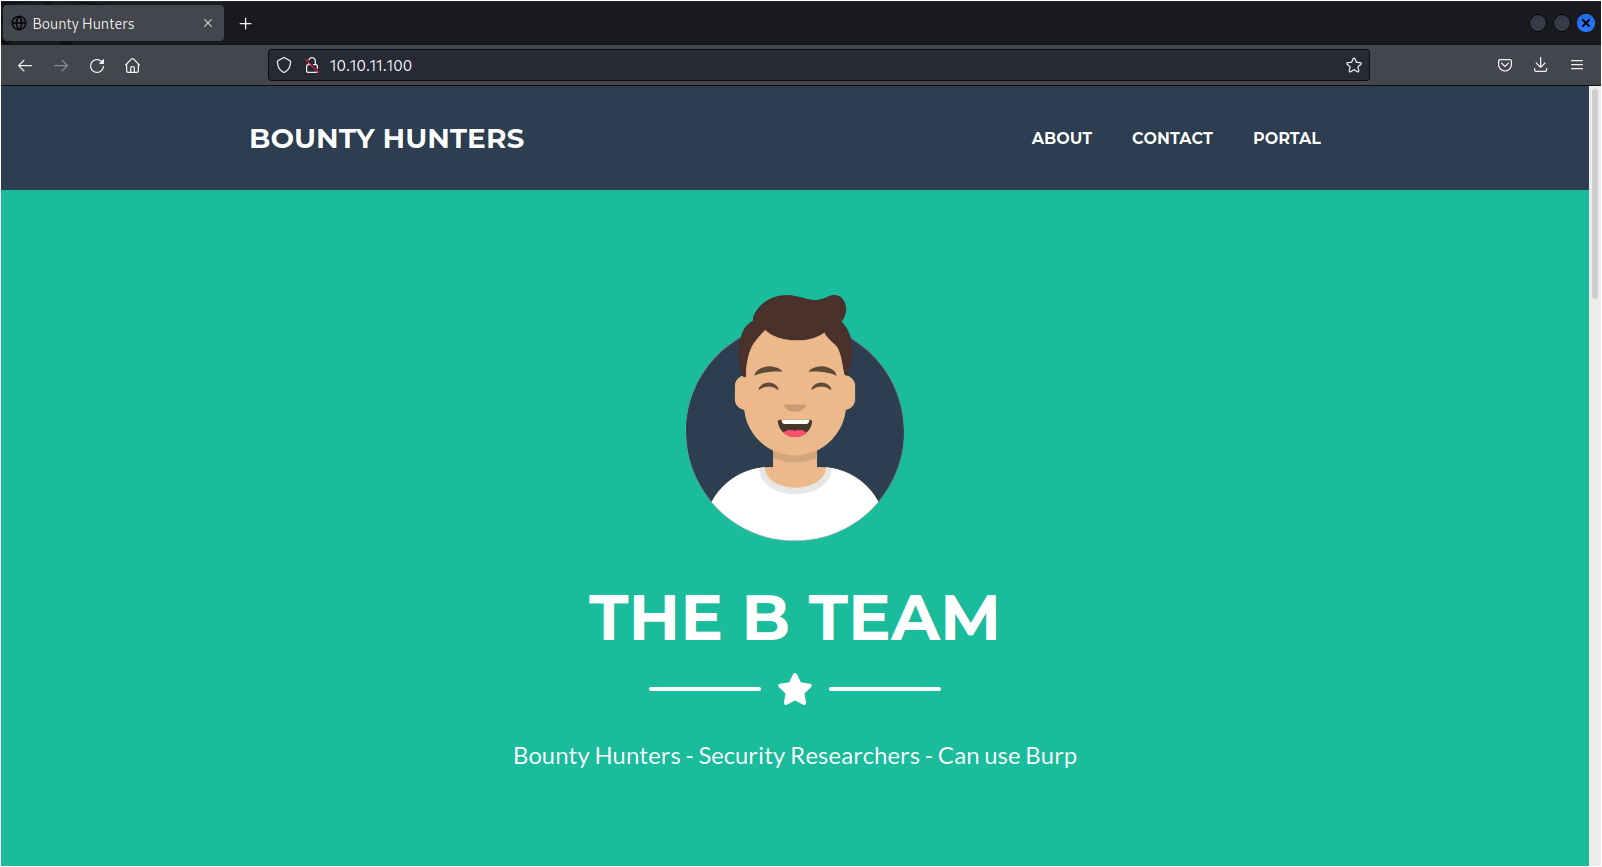 Bounty Hunters
10.10.11.100
BOUNTY HUNTERS
ABOUT CONTACT PORTAL
THE B TEAM
Bounty Hunters - Security Researchers - Can use Burp